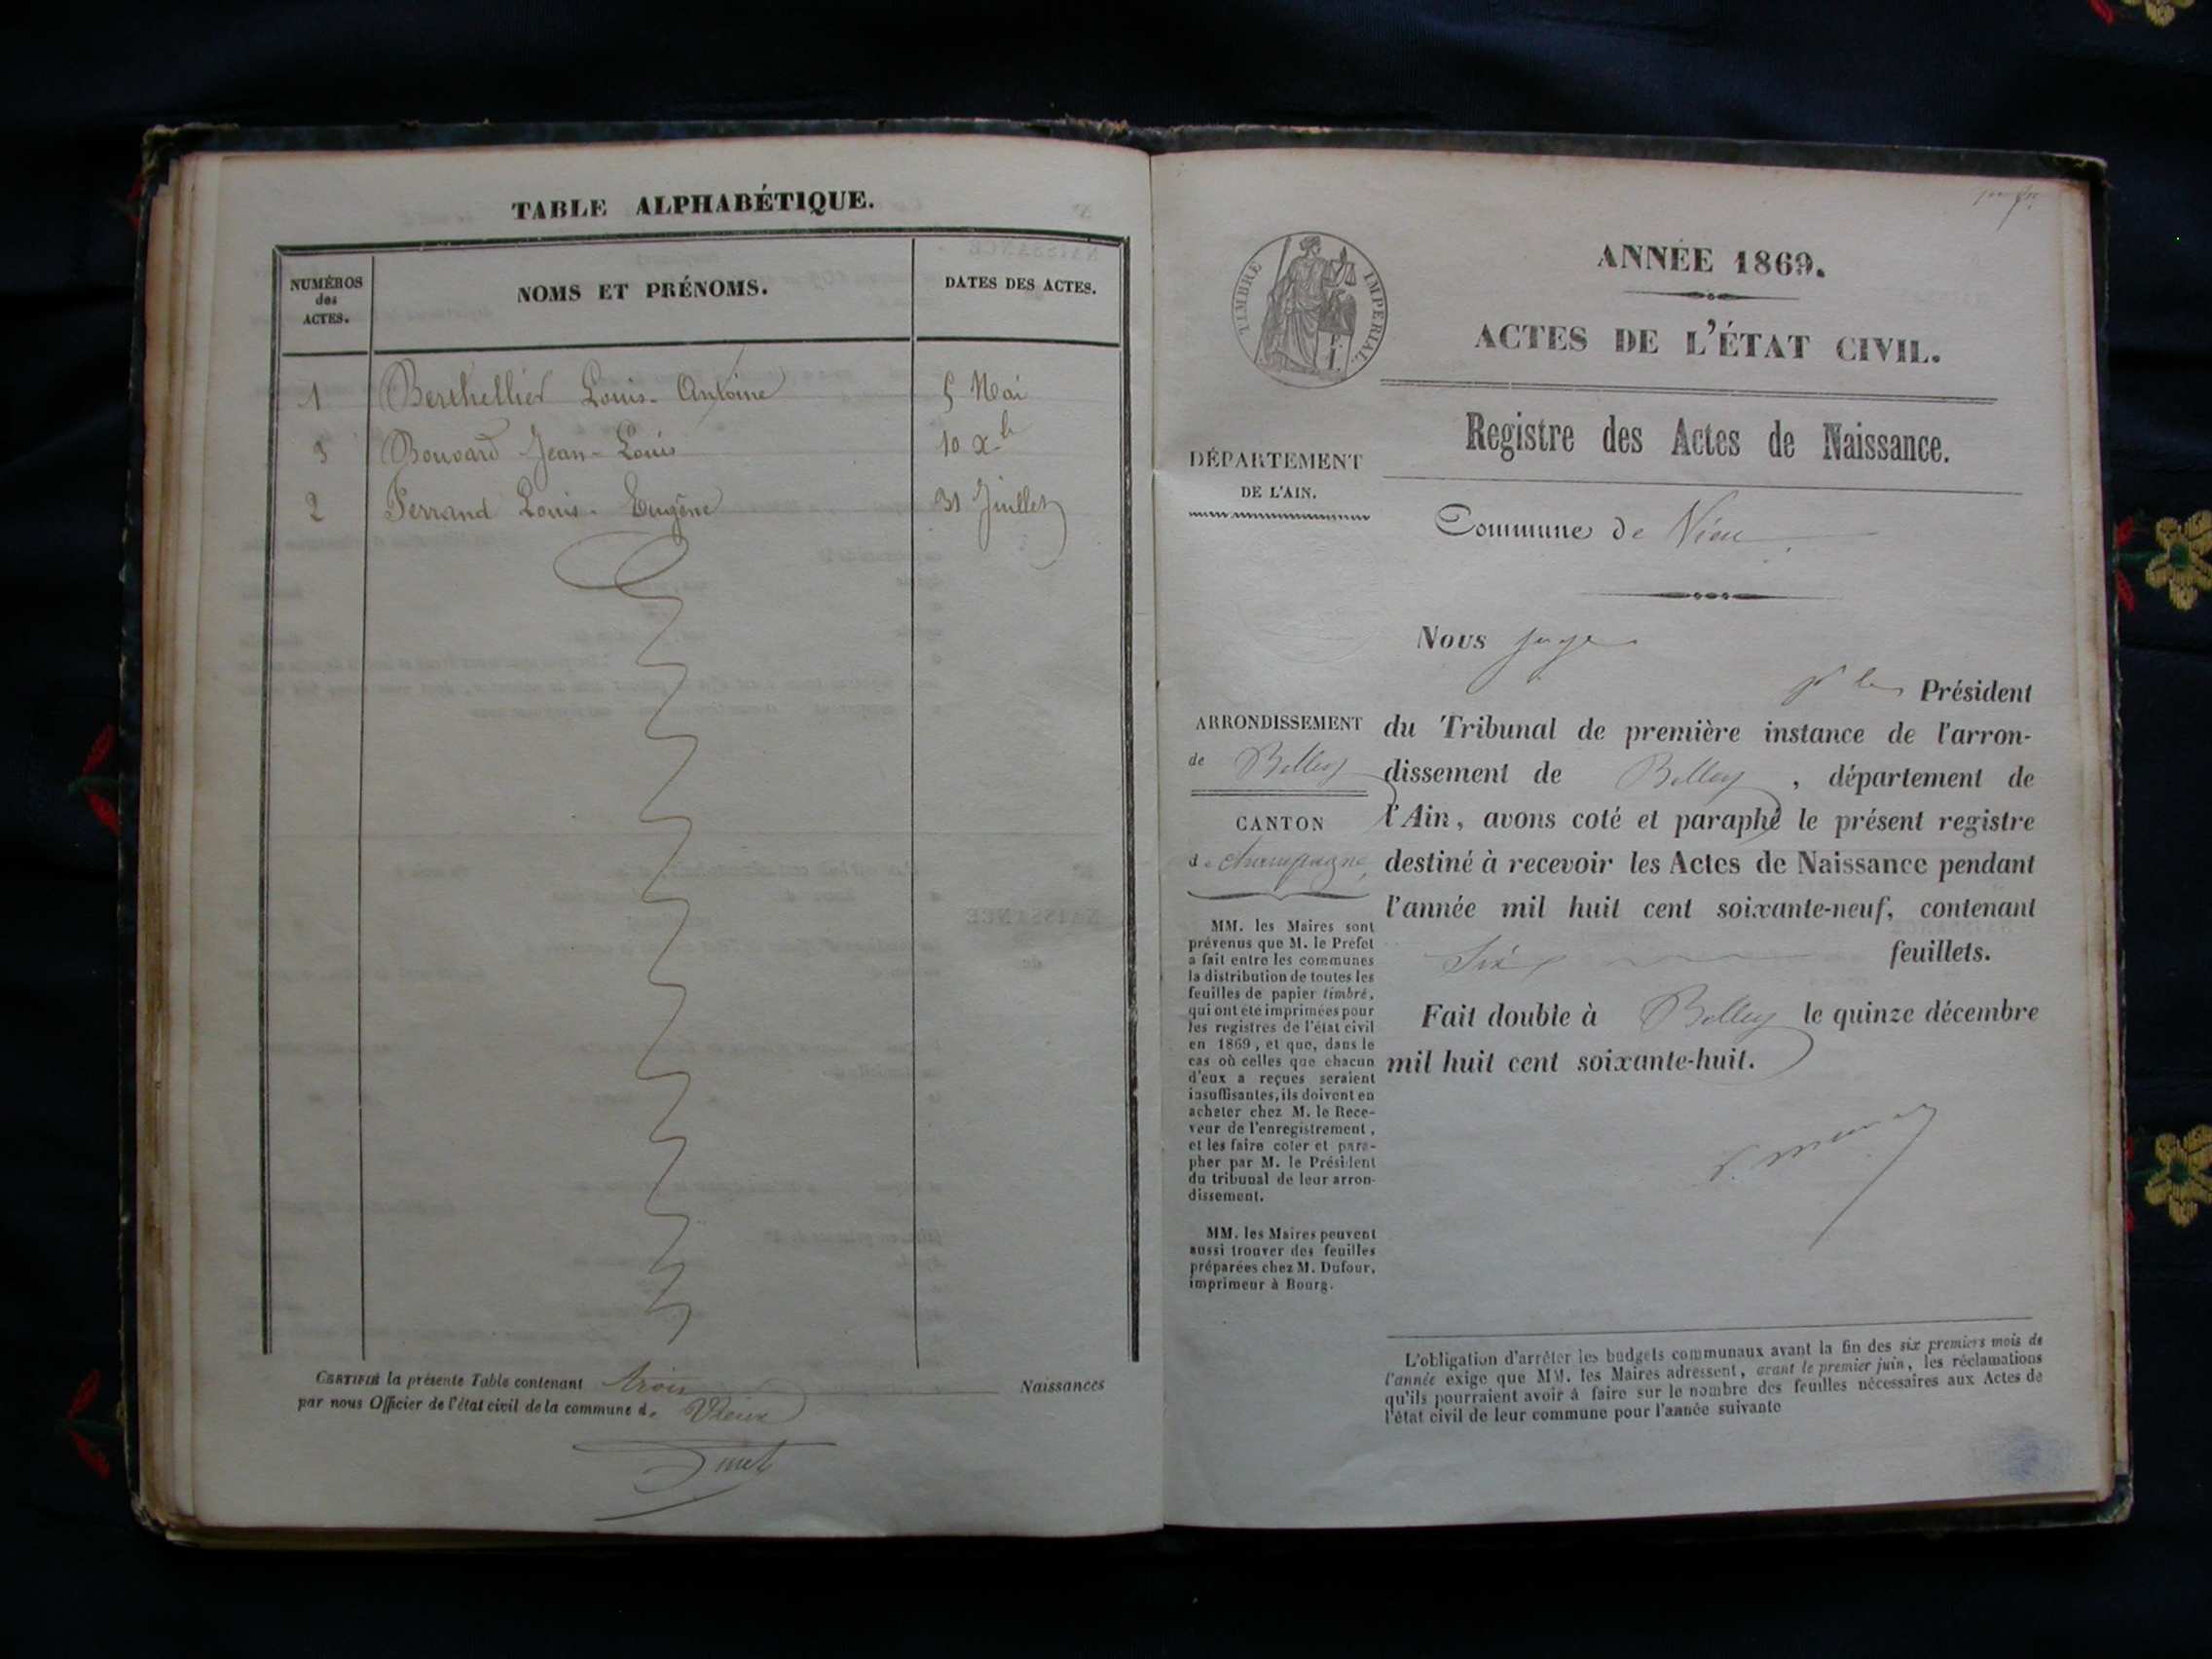 TABLE ALPHABÉTIQUE.
NUMÉROS
des
ACTES.
NOMS ET PRÉNOMS.
DATES DES ACTES.
1 Berthellier Louis-Antoine 5 Mai
3 Bouvard Jean-Louis 10 Xbre
2 Ferrand Louis-Eugène 31 Juillet
CERTIFIÉ la présente Table contenant trois Naissances
par nous Officier de l'état civil de la commune de Vieux
TIMBRE IMPÉRIAL.
ANNÉE 1869.
ACTES DE L'ÉTAT CIVIL.
Registre des Actes de Naissance.
DÉPARTEMENT
DE L'AIN.
Commune de Vieu
ARRONDISSEMENT
de Belley
CANTON
de Champagne
MM. les Maires sont
prévenus que M. le Préfet
a fait entre les communes
la distribution de toutes les
feuilles de papier timbré,
qui ont été imprimées pour
les registres de l'état civil
en 1869, et que, dans le
cas où celles que chacun
d'eux a reçues seraient
insuffisantes, ils doivent en
acheter chez M. le Rece-
veur de l'enregistrement,
et les faire coter et para-
pher par M. le Président
du tribunal de leur arron-
dissement.
MM. les Maires peuvent
aussi trouver des feuilles
préparées chez M. Dufour,
imprimeur à Bourg.
Nous juge
pr le Président
du Tribunal de première instance de l'arron-
dissement de Belley, département de
l'Ain, avons coté et paraphé le présent registre
destiné à recevoir les Actes de Naissance pendant
l'année mil huit cent soixante-neuf, contenant
Six feuillets.
Fait double à Belley le quinze décembre
mil huit cent soixante-huit.
L'obligation d'arrêter les budgets communaux avant la fin des six premiers mois de
l'année exige que MM. les Maires adressent, avant le premier juin, les réclamations
qu'ils pourraient avoir à faire sur le nombre des feuilles nécessaires aux Actes de
l'état civil de leur commune pour l'année suivante